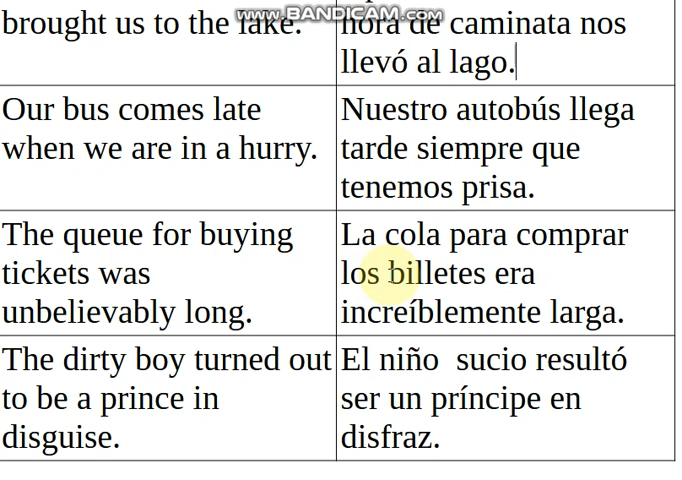 www.BANDICAM.com
brought us to the lake.
hora de caminata nos
llevó al lago.
Our bus comes late
when we are in a hurry.
Nuestro autobús llega
tarde siempre que
tenemos prisa.
The queue for buying
tickets was
unbelievably long.
La cola para comprar
los billetes era
increíblemente larga.
The dirty boy turned out
to be a prince in
disguise.
El niño  sucio resultó
ser un príncipe en
disfraz.